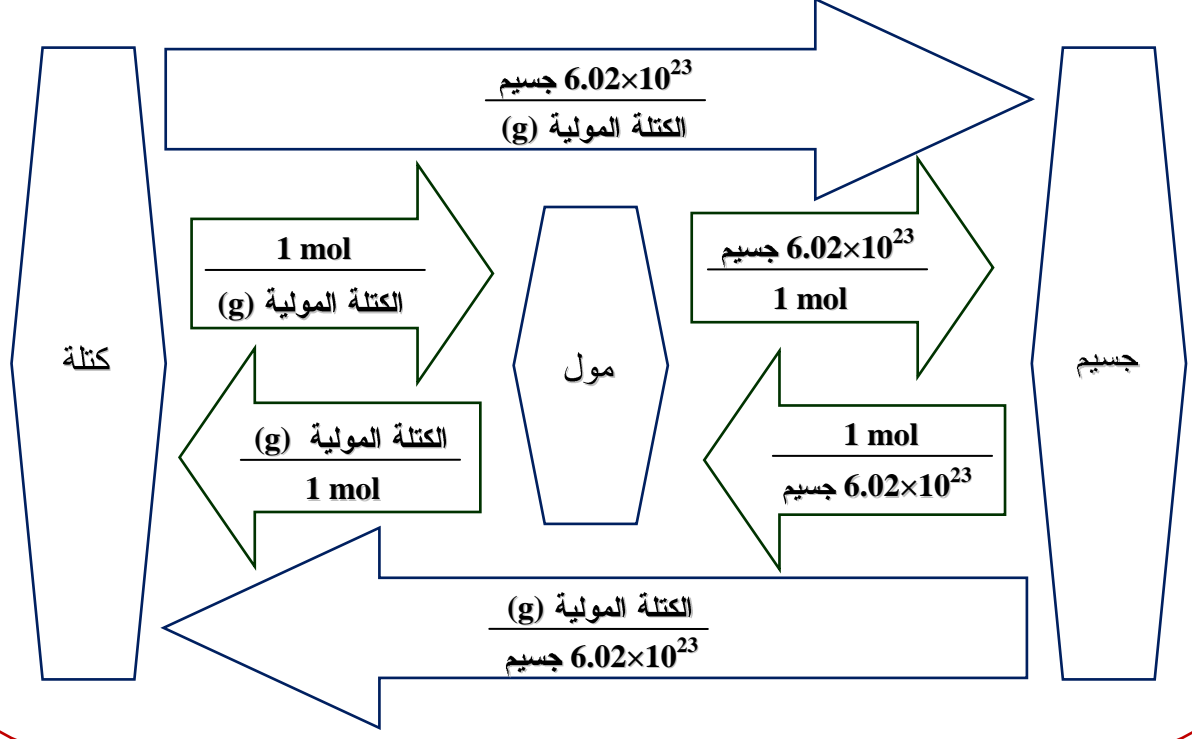 6.02×10²³ جسيم
الكتلة المولية (g)
1 mol
الكتلة المولية (g)
6.02×10²³ جسيم
1 mol
كتلة
مول
جسيم
الكتلة المولية (g)
1 mol
1 mol
6.02×10²³ جسيم
الكتلة المولية (g)
6.02×10²³ جسيم